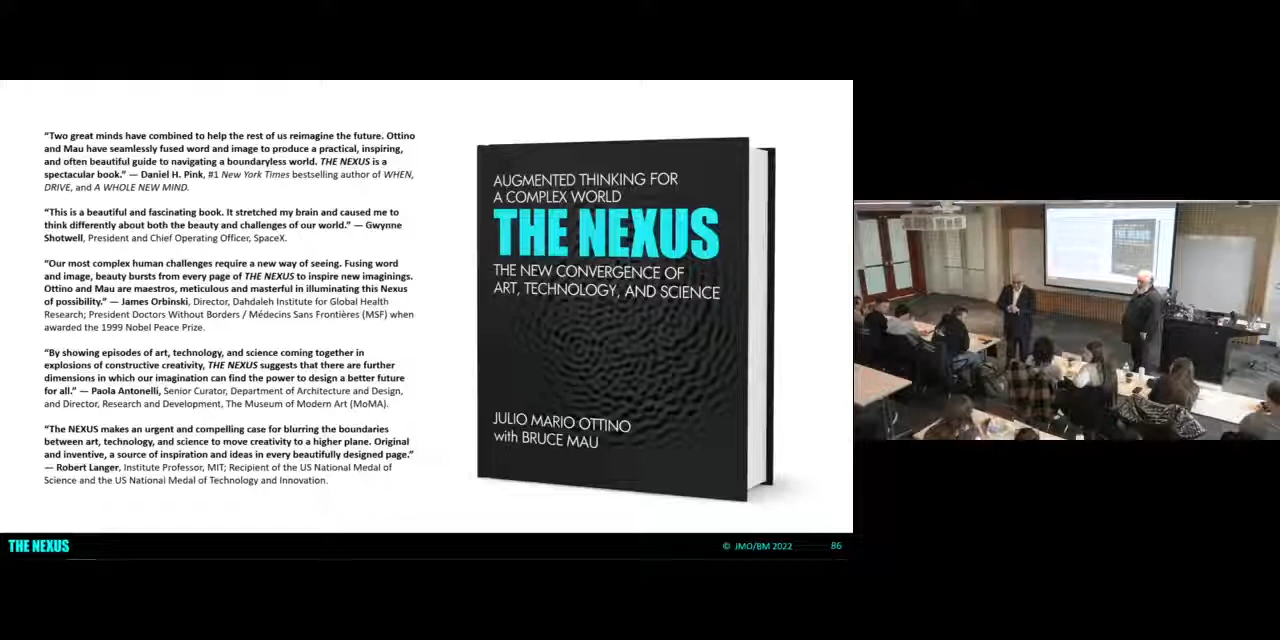 “Two great minds have combined to help the rest of us reimagine the future. Ottino
and Mau have seamlessly fused word and image to produce a practical, inspiring,
and often beautiful guide to navigating a boundaryless world. THE NEXUS is a
spectacular book.” — Daniel H. Pink, #1 New York Times bestselling author of WHEN,
DRIVE, and A WHOLE NEW MIND.
“This is a beautiful and fascinating book. It stretched my brain and caused me to
think differently about both the beauty and challenges of our world.” — Gwynne
Shotwell, President and Chief Operating Officer, SpaceX.
“Our most complex human challenges require a new way of seeing. Fusing word
and image, beauty bursts from every page of THE NEXUS to inspire new imaginings.
Ottino and Mau are maestros, meticulous and masterful in illuminating this Nexus
of possibility.” — James Orbinski, Director, Dahdaleh Institute for Global Health
Research; President Doctors Without Borders / Médecins Sans Frontières (MSF) when
awarded the 1999 Nobel Peace Prize.
“By showing episodes of art, technology, and science coming together in
explosions of constructive creativity, THE NEXUS suggests that there are further
dimensions in which our imagination can find the power to design a better future
for all.” — Paola Antonelli, Senior Curator, Department of Architecture and Design,
and Director, Research and Development, The Museum of Modern Art (MoMA).
“The NEXUS makes an urgent and compelling case for blurring the boundaries
between art, technology, and science to move creativity to a higher plane. Original
and inventive, a source of inspiration and ideas in every beautifully designed page.”
— Robert Langer, Institute Professor, MIT; Recipient of the US National Medal of
Science and the US National Medal of Technology and Innovation.
AUGMENTED THINKING FOR
A COMPLEX WORLD
THE NEXUS
THE NEW CONVERGENCE OF
ART, TECHNOLOGY, AND SCIENCE
JULIO MARIO OTTINO
with BRUCE MAU
THE NEXUS
© JMO/BM 2022
86